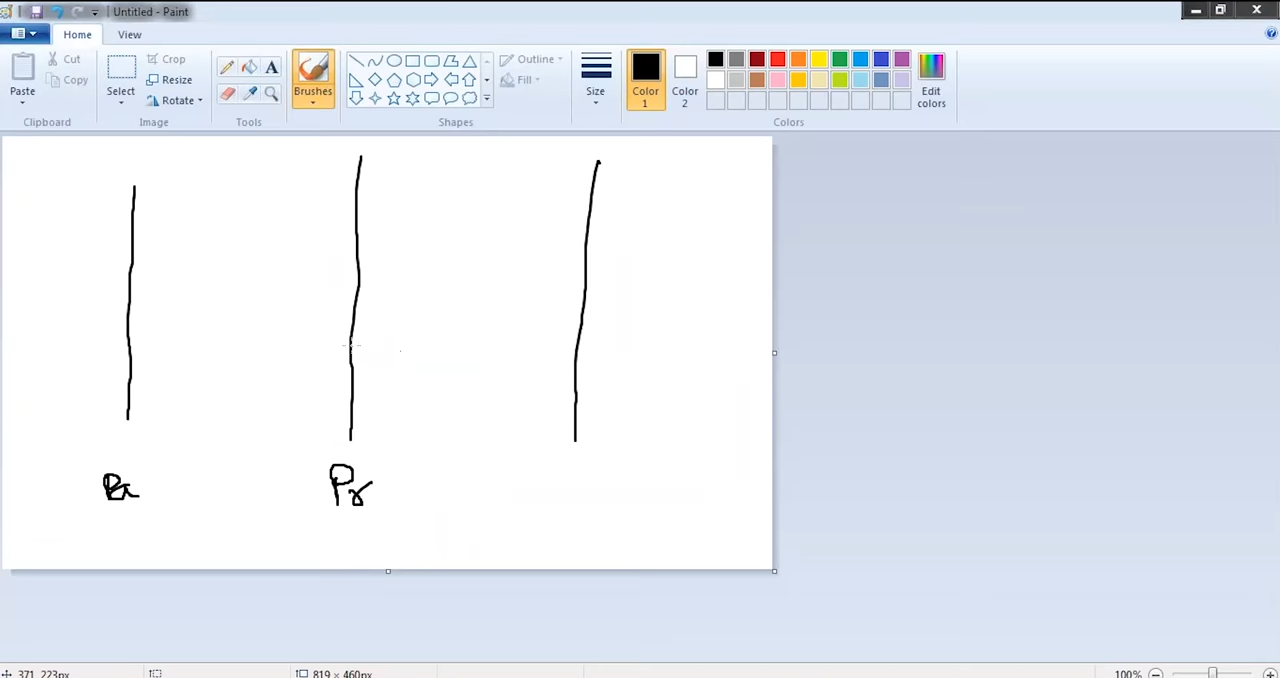 Untitled - Paint
Home View
Paste
Cut
Copy
Clipboard
Select
Crop
Resize
Rotate
Image
A
Tools
Brushes
Shapes
Outline
Fill
Size
Color 1
Color 2
Edit colors
Colors
Pr
371, 223px
819 × 460px
100%